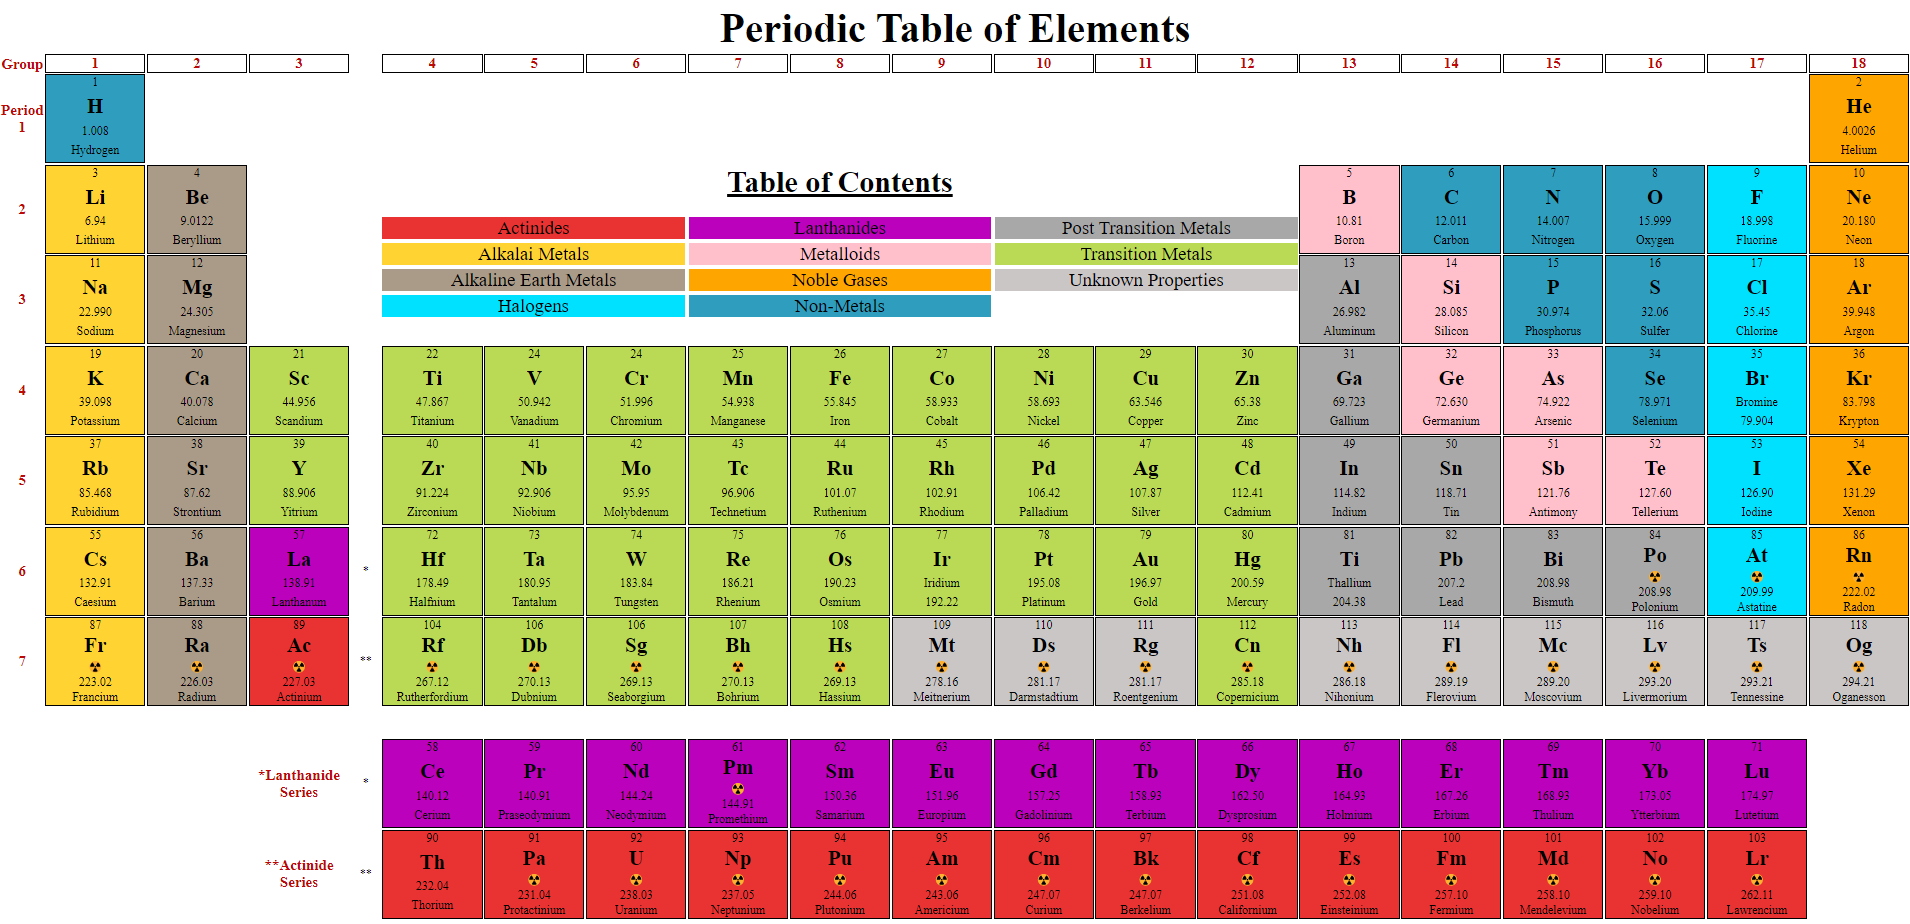 Periodic Table of Elements
Group 1 2 3 4 5 6 7 8 9 10 11 12 13 14 15 16 17 18
Period 1
1 2
H He
1.008 4.0026
Hydrogen Helium
Table of Contents
Actinides Lanthanides Post Transition Metals
Alkalai Metals Metalloids Transition Metals
Alkaline Earth Metals Noble Gases Unknown Properties
Halogens Non-Metals
2
3 4 5 6 7 8 9 10
Li Be B C N O F Ne
6.94 9.0122 10.81 12.011 14.007 15.999 18.998 20.180
Lithium Beryllium Boron Carbon Nitrogen Oxygen Fluorine Neon
3
11 12 13 14 15 16 17 18
Na Mg Al Si P S Cl Ar
22.990 24.305 26.982 28.085 30.974 32.06 35.45 39.948
Sodium Magnesium Aluminum Silicon Phosphorus Sulfer Chlorine Argon
4
19 20 21 22 24 24 25 26 27 28 29 30 31 32 33 34 35 36
K Ca Sc Ti V Cr Mn Fe Co Ni Cu Zn Ga Ge As Se Br Kr
39.098 40.078 44.956 47.867 50.942 51.996 54.938 55.845 58.933 58.693 63.546 65.38 69.723 72.630 74.922 78.971 Bromine 83.798
Potassium Calcium Scandium Titanium Vanadium Chromium Manganese Iron Cobalt Nickel Copper Zinc Gallium Germanium Arsenic Selenium 79.904 Krypton
5
37 38 39 40 41 42 43 44 45 46 47 48 49 50 51 52 53 54
Rb Sr Y Zr Nb Mo Tc Ru Rh Pd Ag Cd In Sn Sb Te I Xe
85.468 87.62 88.906 91.224 92.906 95.95 96.906 101.07 102.91 106.42 107.87 112.41 114.82 118.71 121.76 127.60 126.90 131.29
Rubidium Strontium Yitrium Zirconium Niobium Molybdenum Technetium Ruthenium Rhodium Palladium Silver Cadmium Indium Tin Antimony Tellerium Iodine Xenon
6
55 56 57 72 73 74 75 76 77 78 79 80 81 82 83 84 85 86
Cs Ba La * Hf Ta W Re Os Ir Pt Au Hg Ti Pb Bi Po At Rn
132.91 137.33 138.91 178.49 180.95 183.84 186.21 190.23 Iridium 195.08 196.97 200.59 Thallium 207.2 208.98 208.98 209.99 222.02
Caesium Barium Lanthanum Halfnium Tantalum Tungsten Rhenium Osmium 192.22 Platinum Gold Mercury 204.38 Lead Bismuth Polonium Astatine Radon
7
87 88 89 104 106 106 107 108 109 110 111 112 113 114 115 116 117 118
Fr Ra Ac ** Rf Db Sg Bh Hs Mt Ds Rg Cn Nh Fl Mc Lv Ts Og
223.02 226.03 227.03 267.12 270.13 269.13 270.13 269.13 278.16 281.17 281.17 285.18 286.18 289.19 289.20 293.20 293.21 294.21
Francium Radium Actinium Rutherfordium Dubnium Seaborgium Bohrium Hassium Meitnerium Darmstadtium Roentgenium Copernicium Nihonium Flerovium Moscovium Livermorium Tennessine Oganesson
*Lanthanide
Series
*
58 59 60 61 62 63 64 65 66 67 68 69 70 71
Ce Pr Nd Pm Sm Eu Gd Tb Dy Ho Er Tm Yb Lu
140.12 140.91 144.24 144.91 150.36 151.96 157.25 158.93 162.50 164.93 167.26 168.93 173.05 174.97
Cerium Praseodymium Neodymium Promethium Samarium Europium Gadolinium Terbium Dysprosium Holmium Erbium Thulium Ytterbium Lutetium
**Actinide
Series
**
90 91 92 93 94 95 96 97 98 99 100 101 102 103
Th Pa U Np Pu Am Cm Bk Cf Es Fm Md No Lr
232.04 231.04 238.03 237.05 244.06 243.06 247.07 247.07 251.08 252.08 257.10 258.10 259.10 262.11
Thorium Protactinium Uranium Neptunium Plutonium Americium Curium Berkelium Californium Einsteinium Fermium Mendelevium Nobelium Lawrencium